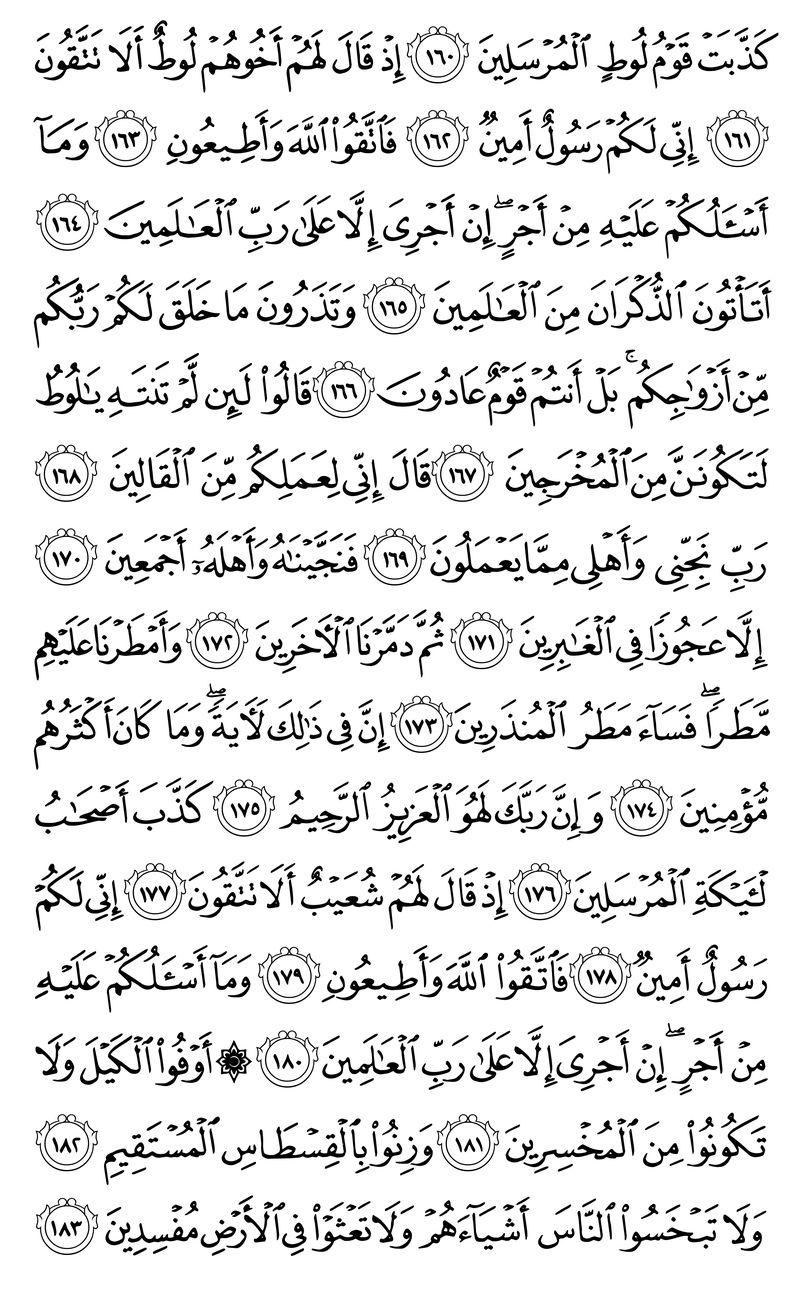 كَذَّبَتْ قَوْمُ لُوطٍ ٱلْمُرْسَلِينَ ١٦٠ إِذْ قَالَ لَهُمْ أَخُوهُمْ لُوطٌ أَلَا تَتَّقُونَ
١٦١ إِنِّى لَكُمْ رَسُولٌ أَمِينٌ ١٦٢ فَٱتَّقُوا۟ ٱللَّهَ وَأَطِيعُونِ ١٦٣ وَمَآ
أَسْـَٔلُكُمْ عَلَيْهِ مِنْ أَجْرٍ ۖ إِنْ أَجْرِىَ إِلَّا عَلَىٰ رَبِّ ٱلْعَـٰلَمِينَ ١٦٤
أَتَأْتُونَ ٱلذُّكْرَانَ مِنَ ٱلْعَـٰلَمِينَ ١٦٥ وَتَذَرُونَ مَا خَلَقَ لَكُمْ رَبُّكُم
مِّنْ أَزْوَٰجِكُم ۚ بَلْ أَنتُمْ قَوْمٌ عَادُونَ ١٦٦ قَالُوا۟ لَئِن لَّمْ تَنتَهِ يَـٰلُوطُ
لَتَكُونَنَّ مِنَ ٱلْمُخْرَجِينَ ١٦٧ قَالَ إِنِّى لِعَمَلِكُم مِّنَ ٱلْقَالِينَ ١٦٨
رَبِّ نَجِّنِى وَأَهْلِى مِمَّا يَعْمَلُونَ ١٦٩ فَنَجَّيْنَـٰهُ وَأَهْلَهُۥٓ أَجْمَعِينَ ١٧٠
إِلَّا عَجُوزًا فِى ٱلْغَـٰبِرِينَ ١٧١ ثُمَّ دَمَّرْنَا ٱلْـَٔاخَرِينَ ١٧٢ وَأَمْطَرْنَا عَلَيْهِم
مَّطَرًا ۖ فَسَآءَ مَطَرُ ٱلْمُنذَرِينَ ١٧٣ إِنَّ فِى ذَٰلِكَ لَـَٔايَةً ۖ وَمَا كَانَ أَكْثَرُهُم
مُّؤْمِنِينَ ١٧٤ وَإِنَّ رَبَّكَ لَهُوَ ٱلْعَزِيزُ ٱلرَّحِيمُ ١٧٥ كَذَّبَ أَصْحَـٰبُ
لْـَٔيْكَةِ ٱلْمُرْسَلِينَ ١٧٦ إِذْ قَالَ لَهُمْ شُعَيْبٌ أَلَا تَتَّقُونَ ١٧٧ إِنِّى لَكُمْ
رَسُولٌ أَمِينٌ ١٧٨ فَٱتَّقُوا۟ ٱللَّهَ وَأَطِيعُونِ ١٧٩ وَمَآ أَسْـَٔلُكُمْ عَلَيْهِ
مِنْ أَجْرٍ ۖ إِنْ أَجْرِىَ إِلَّا عَلَىٰ رَبِّ ٱلْعَـٰلَمِينَ ١٨٠ ۞ أَوْفُوا۟ ٱلْكَيْلَ وَلَا
تَكُونُوا۟ مِنَ ٱلْمُخْسِرِينَ ١٨١ وَزِنُوا۟ بِٱلْقِسْطَاسِ ٱلْمُسْتَقِيمِ ١٨٢
وَلَا تَبْخَسُوا۟ ٱلنَّاسَ أَشْيَآءَهُمْ وَلَا تَعْثَوْا۟ فِى ٱلْأَرْضِ مُفْسِدِينَ ١٨٣